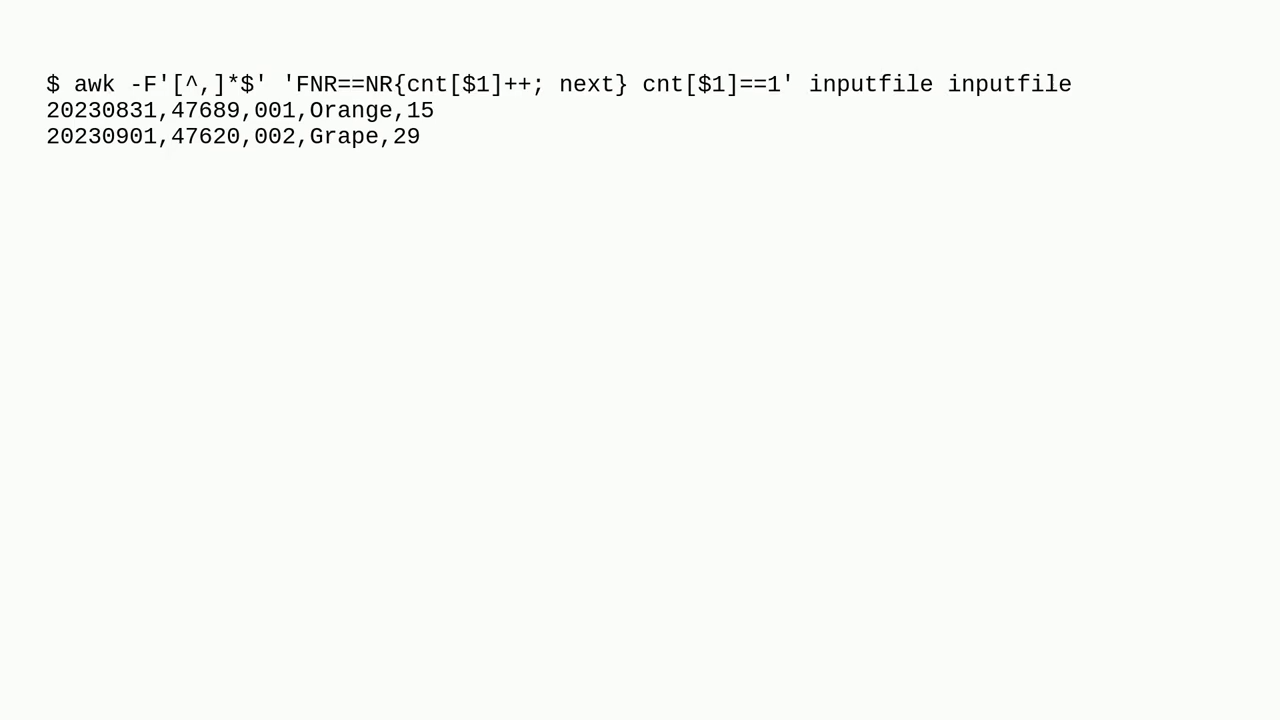 $ awk -F'[^,]*$' 'FNR==NR{cnt[$1]++; next} cnt[$1]==1' inputfile inputfile
20230831,47689,001,Orange,15
20230901,47620,002,Grape,29